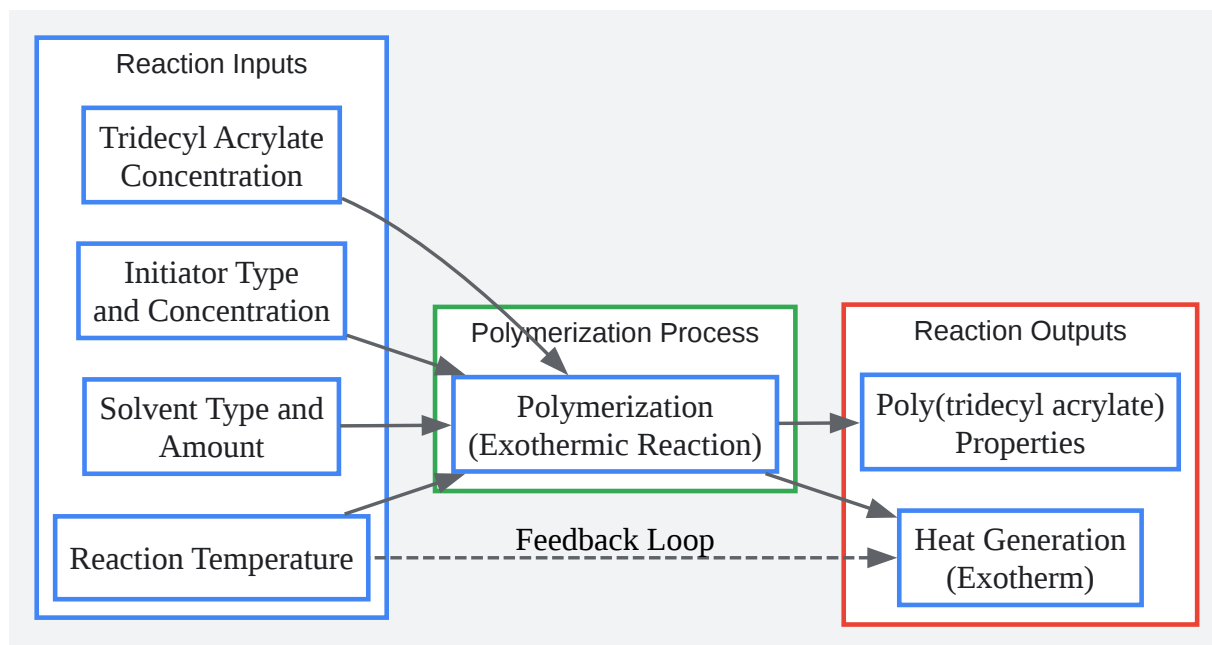 Reaction Inputs
Tridecyl Acrylate
Concentration
Initiator Type
and Concentration
Solvent Type and
Amount
Reaction Temperature
Polymerization Process
Polymerization
(Exothermic Reaction)
Feedback Loop
Reaction Outputs
Poly(tridecyl acrylate)
Properties
Heat Generation
(Exotherm)